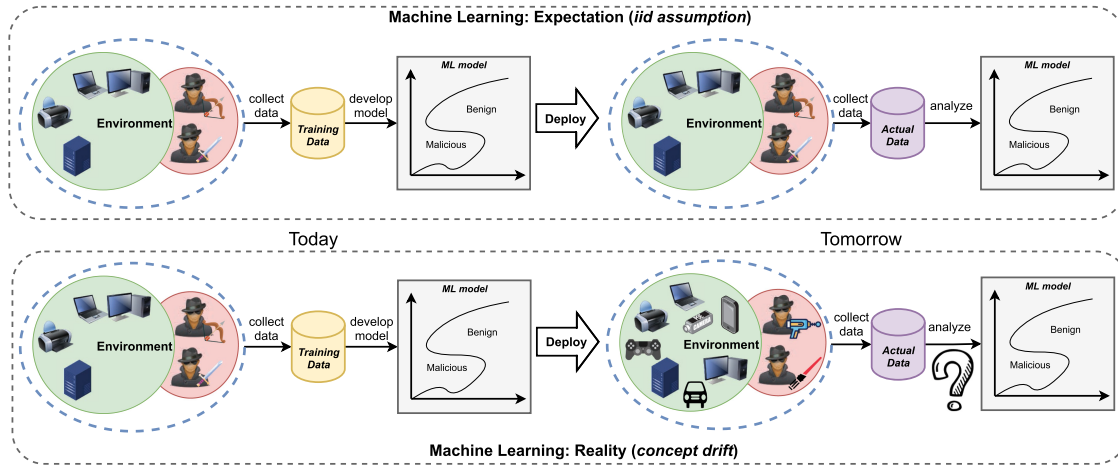 Machine Learning: Expectation (iid assumption)
Environment
collect
data
Training
Data
develop
model
ML model
Benign
Malicious
Deploy
Environment
collect
data
Actual
Data
analyze
ML model
Benign
Malicious
Today
Tomorrow
Environment
collect
data
Training
Data
develop
model
ML model
Benign
Malicious
Deploy
Environment
collect
data
Actual
Data
analyze
?
ML model
Benign
Malicious
Machine Learning: Reality (concept drift)